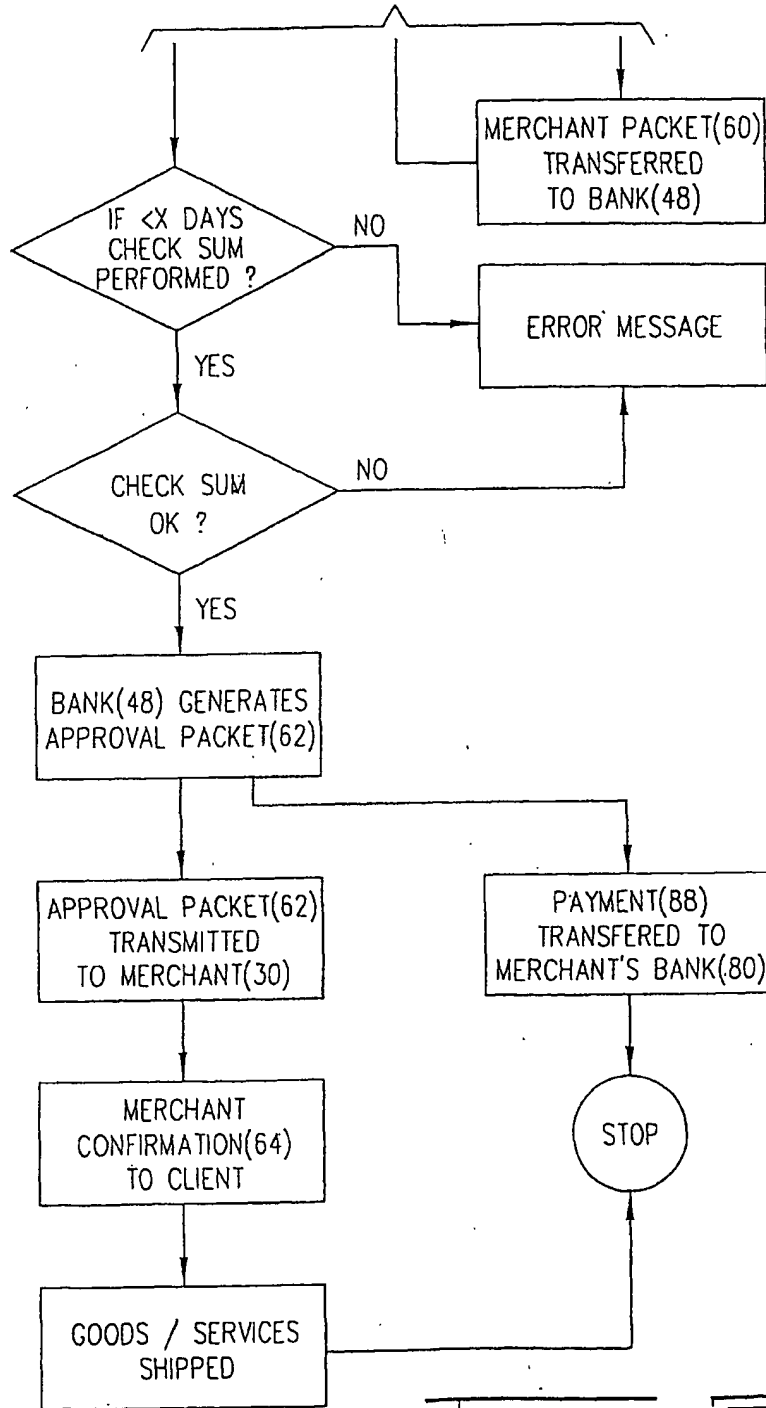 MERCHANT PACKET(60)
TRANSFERRED
TO BANK(48)
IF <X DAYS
CHECK SUM
PERFORMED ?
NO
ERROR MESSAGE
YES
CHECK SUM
OK ?
NO
YES
BANK(48) GENERATES
APPROVAL PACKET(62)
APPROVAL PACKET(62)
TRANSMITTED
TO MERCHANT(30)
PAYMENT(88)
TRANSFERED TO
MERCHANT'S BANK(80)
MERCHANT
CONFIRMATION(64)
TO CLIENT
STOP
GOODS / SERVICES
SHIPPED